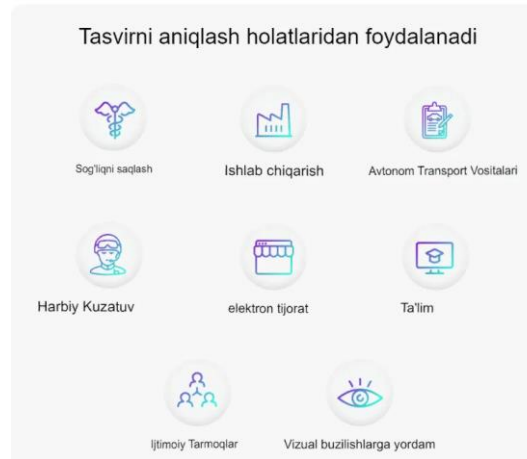 Tasvirni aniqlash holatlaridan foydalanadi
Sog'liqni saqlash
Ishlab chiqarish
Avtonom Transport Vositalari
Harbiy Kuzatuv
elektron tijorat
Ta'lim
Ijtimoiy Tarmoqlar
Vizual buzilishlarga yordam